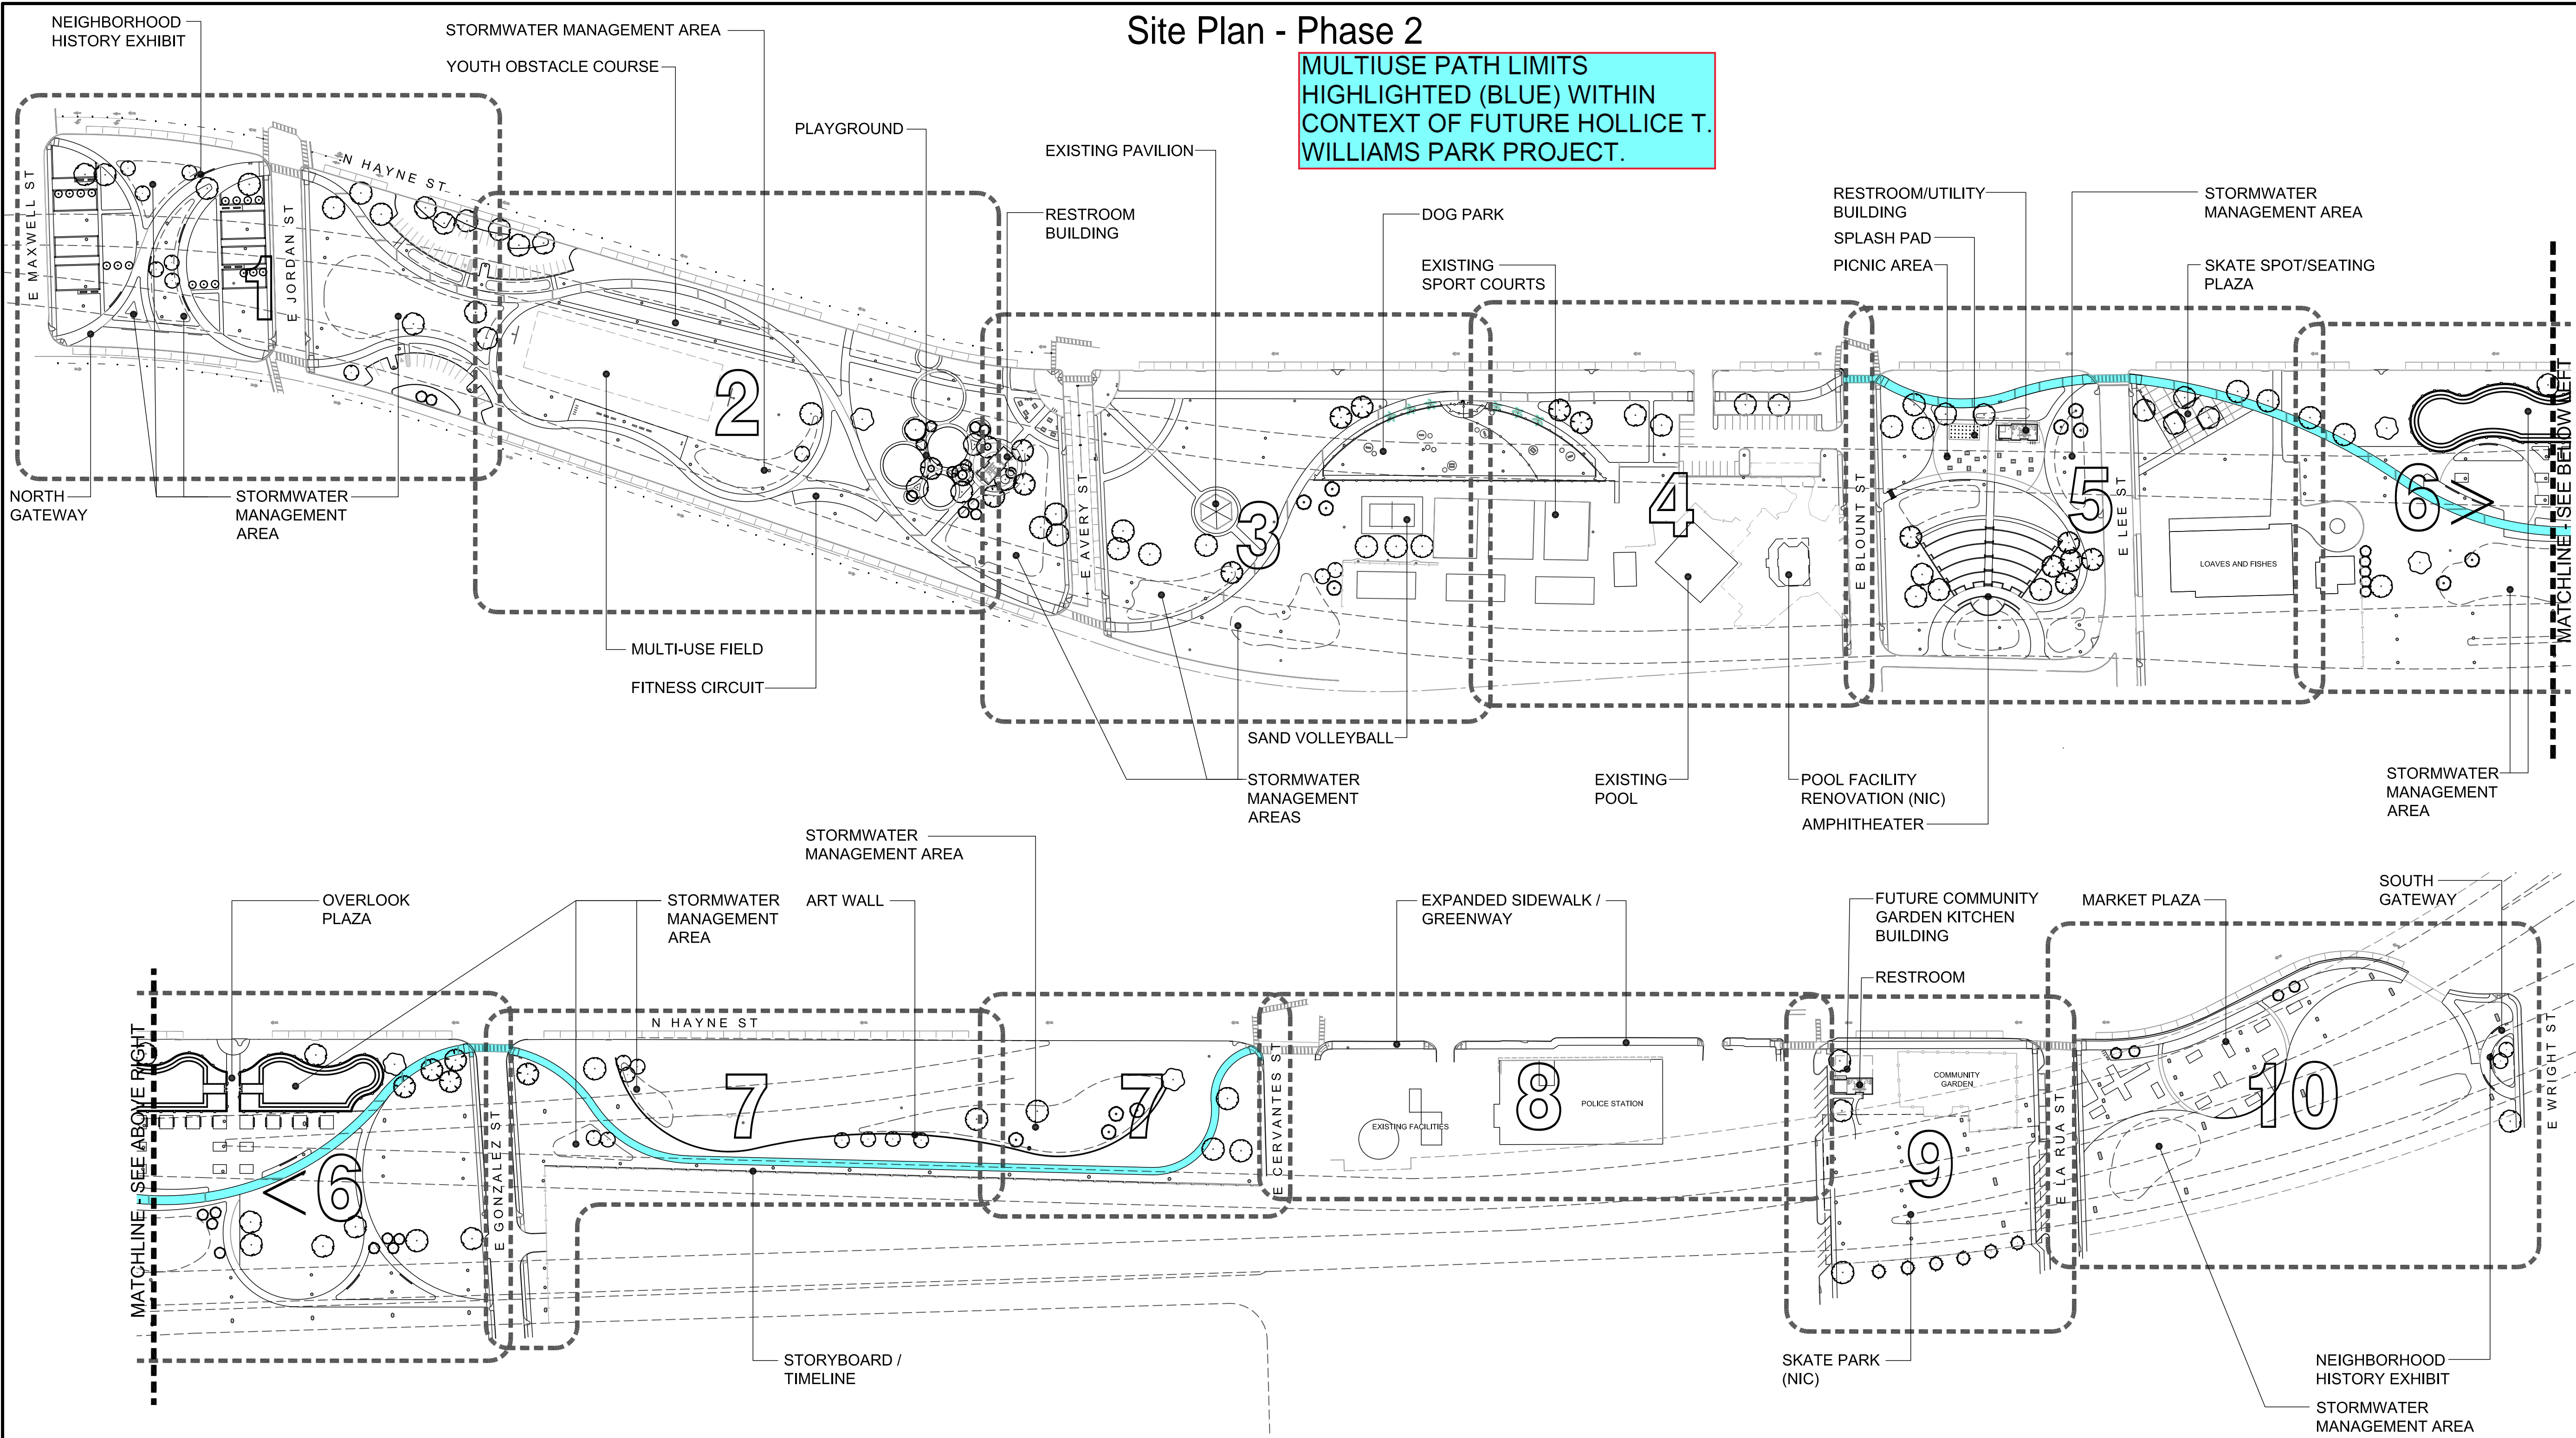 Site Plan - Phase 2
MULTIUSE PATH LIMITS
HIGHLIGHTED (BLUE) WITHIN
CONTEXT OF FUTURE HOLLICE T.
WILLIAMS PARK PROJECT.
NEIGHBORHOOD
HISTORY EXHIBIT
STORMWATER MANAGEMENT AREA
YOUTH OBSTACLE COURSE
PLAYGROUND
EXISTING PAVILION
RESTROOM
BUILDING
DOG PARK
EXISTING
SPORT COURTS
RESTROOM/UTILITY
BUILDING
SPLASH PAD
PICNIC AREA
STORMWATER
MANAGEMENT AREA
SKATE SPOT/SEATING
PLAZA
N HAYNE ST
E MAXWELL ST
E JORDAN ST
E AVERY ST
E BLOUNT ST
E LEE ST
LOAVES AND FISHES
MATCHLINE - SEE BELOW LEFT
1
2
3
4
5
6 >
NORTH
GATEWAY
STORMWATER
MANAGEMENT
AREA
MULTI-USE FIELD
FITNESS CIRCUIT
SAND VOLLEYBALL
STORMWATER
MANAGEMENT
AREAS
EXISTING
POOL
POOL FACILITY
RENOVATION (NIC)
AMPHITHEATER
STORMWATER
MANAGEMENT
AREA
STORMWATER
MANAGEMENT AREA
OVERLOOK
PLAZA
STORMWATER
MANAGEMENT
AREA
ART WALL
EXPANDED SIDEWALK /
GREENWAY
FUTURE COMMUNITY
GARDEN KITCHEN
BUILDING
RESTROOM
MARKET PLAZA
SOUTH
GATEWAY
MATCHLINE - SEE ABOVE RIGHT
N HAYNE ST
E GONZALEZ ST
E CERVANTES ST
EXISTING FACILITIES
POLICE STATION
COMMUNITY
GARDEN
E LA RUA ST
E WRIGHT ST
< 6
7
7
8
9
10
STORYBOARD /
TIMELINE
SKATE PARK
(NIC)
NEIGHBORHOOD
HISTORY EXHIBIT
STORMWATER
MANAGEMENT AREA